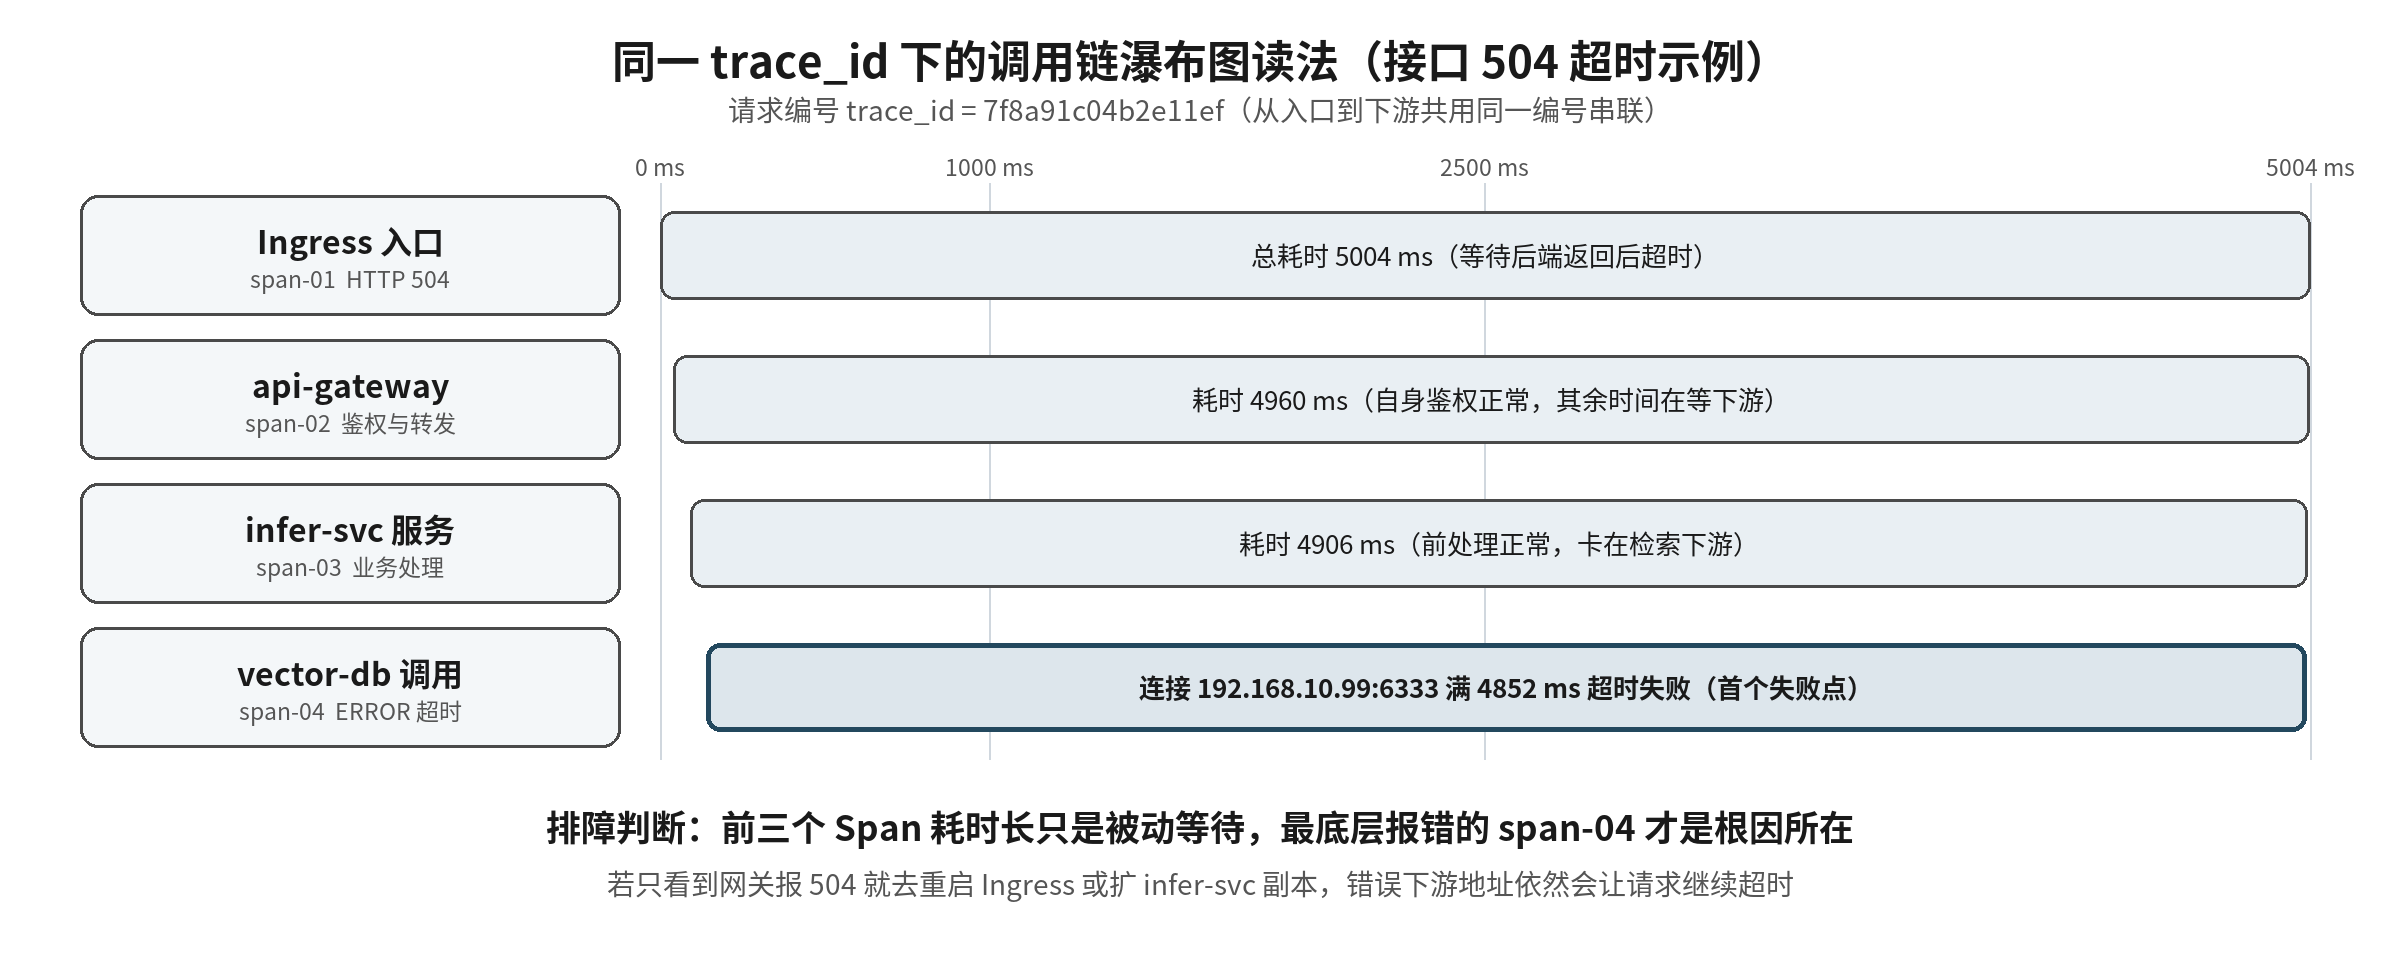 同一 trace_id 下的调用链瀑布图读法（接口 504 超时示例）
请求编号 trace_id = 7f8a91c04b2e11ef（从入口到下游共用同一编号串联）
0 ms 1000 ms 2500 ms 5004 ms
Ingress 入口
span-01 HTTP 504
总耗时 5004 ms（等待后端返回后超时）
api-gateway
span-02 鉴权与转发
耗时 4960 ms（自身鉴权正常，其余时间在等下游）
infer-svc 服务
span-03 业务处理
耗时 4906 ms（前处理正常，卡在检索下游）
vector-db 调用
span-04 ERROR 超时
连接 192.168.10.99:6333 满 4852 ms 超时失败（首个失败点）
排障判断：前三个 Span 耗时长只是被动等待，最底层报错的 span-04 才是根因所在
若只看到网关报 504 就去重启 Ingress 或扩 infer-svc 副本，错误下游地址依然会让请求继续超时